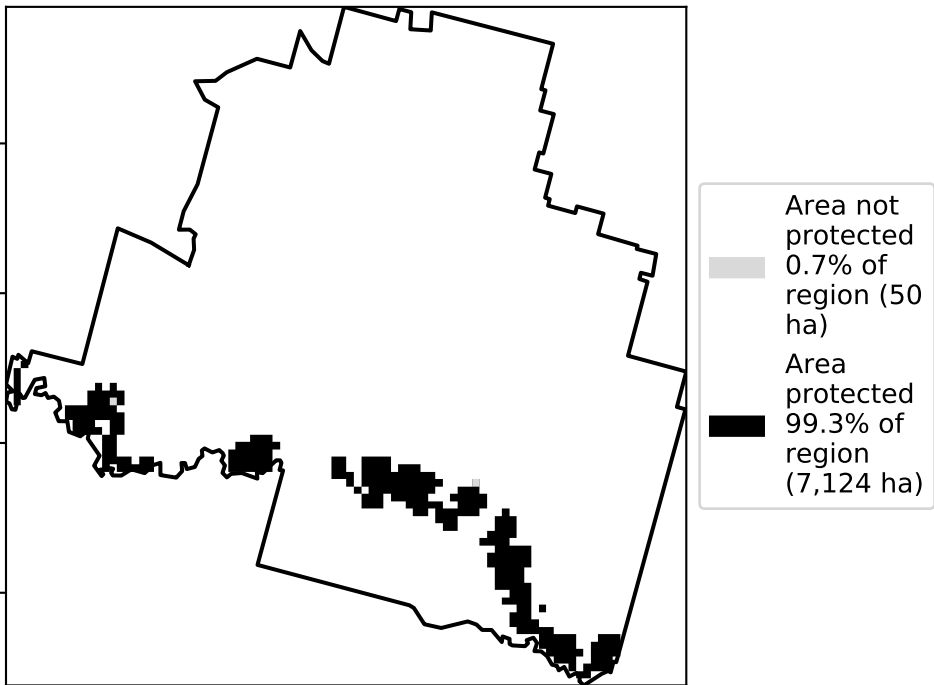 Area not
protected
0.7% of
region (50
ha)
Area
protected
99.3% of
region
(7,124 ha)